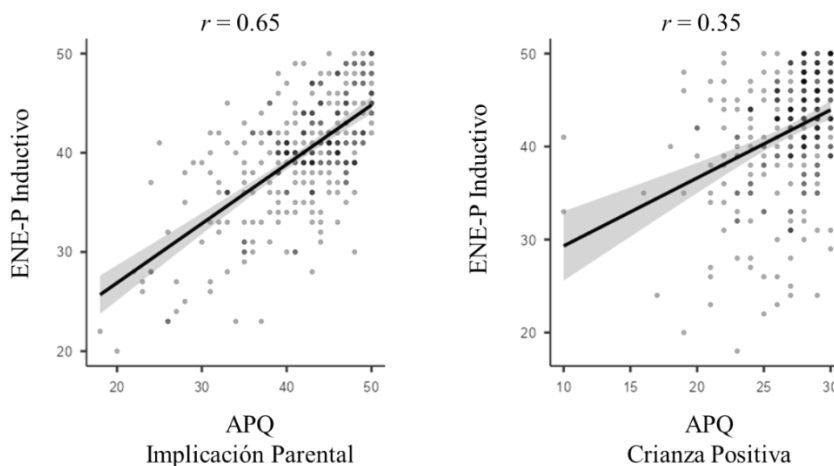 r = 0.65
50
40
30
20
ENE-P Inductivo
20
30
40
50
APQ
Implicación Parental
r = 0.35
50
40
30
20
ENE-P Inductivo
10
15
20
25
30
APQ
Crianza Positiva